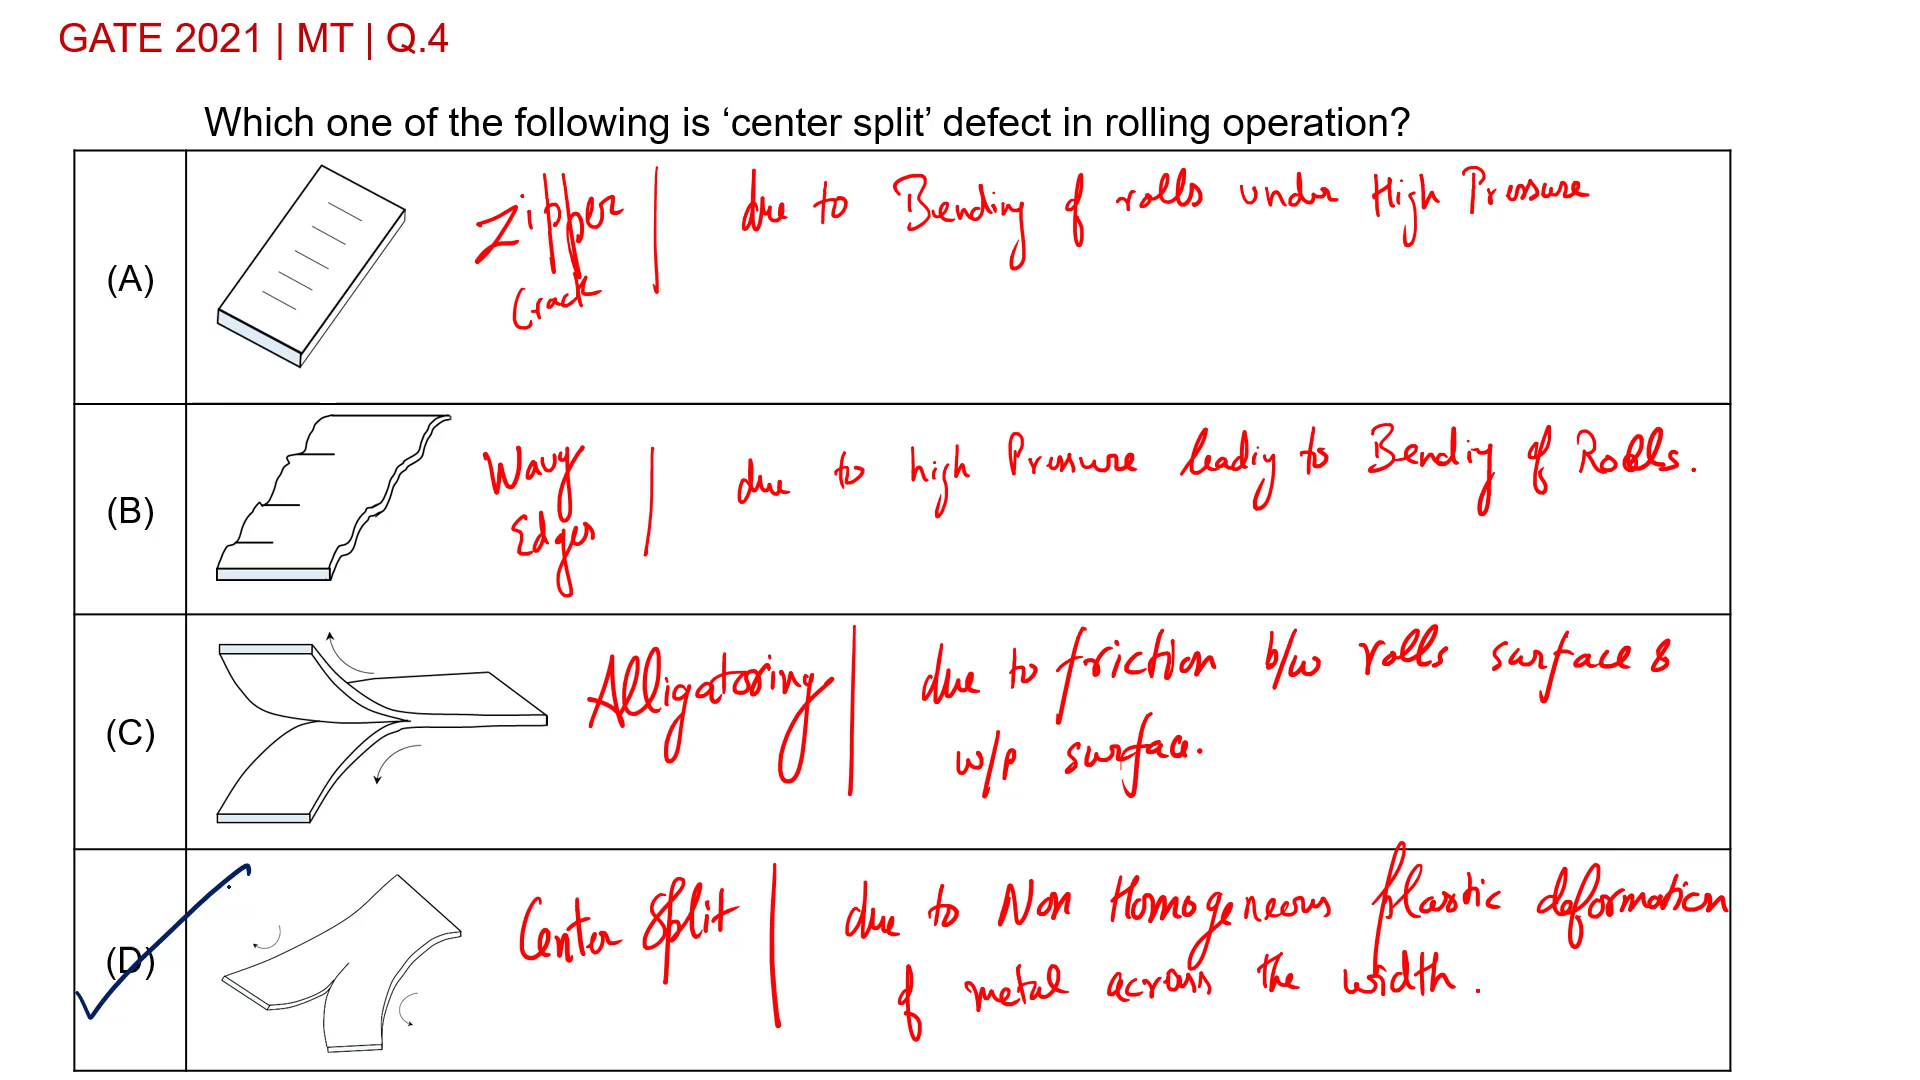 GATE 2021 | MT | Q.4
Which one of the following is ‘center split’ defect in rolling operation?
(A)
Zipper
Crack
due to Bending of rolls under High Pressure
(B)
Wavy
Edges
due to high Pressure leading to Bending of Rolls.
(C)
Alligatoring
due to friction b/w rolls surface &
w/p surface.
(D)
Center Split
due to Non Homogeneous plastic deformation
of metal across the width.